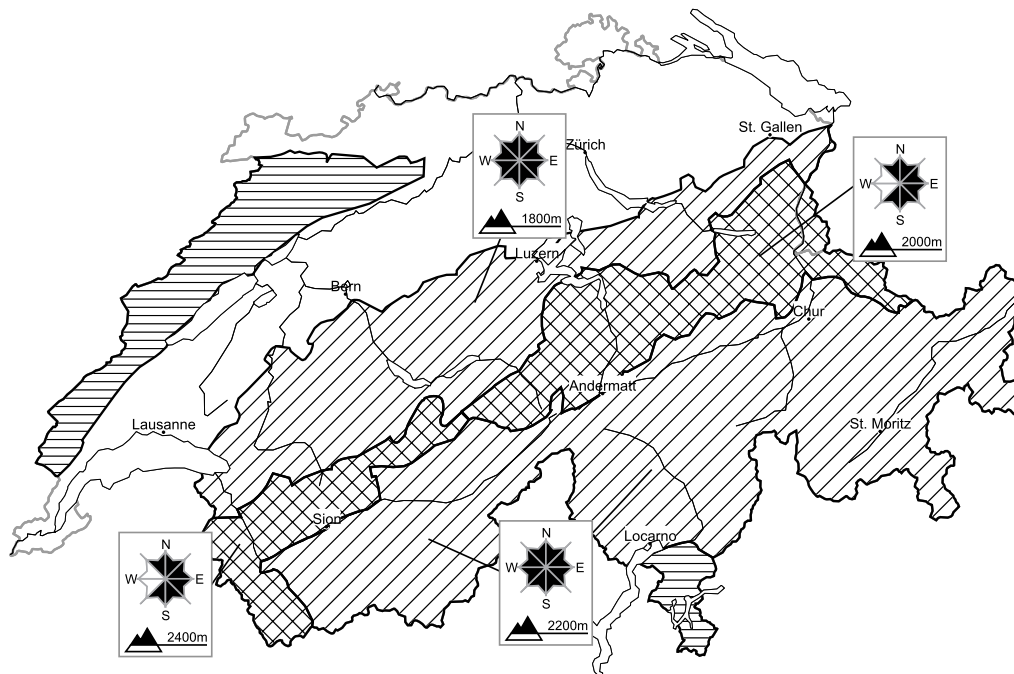 St. Gallen
N
W E
S
1800m
Zürich
N
W E
S
2000m
Luzern
Bern
Chur
Andermatt
Lausanne
St. Moritz
Sion
Locarno
N
W E
S
2400m
N
W E
S
2200m